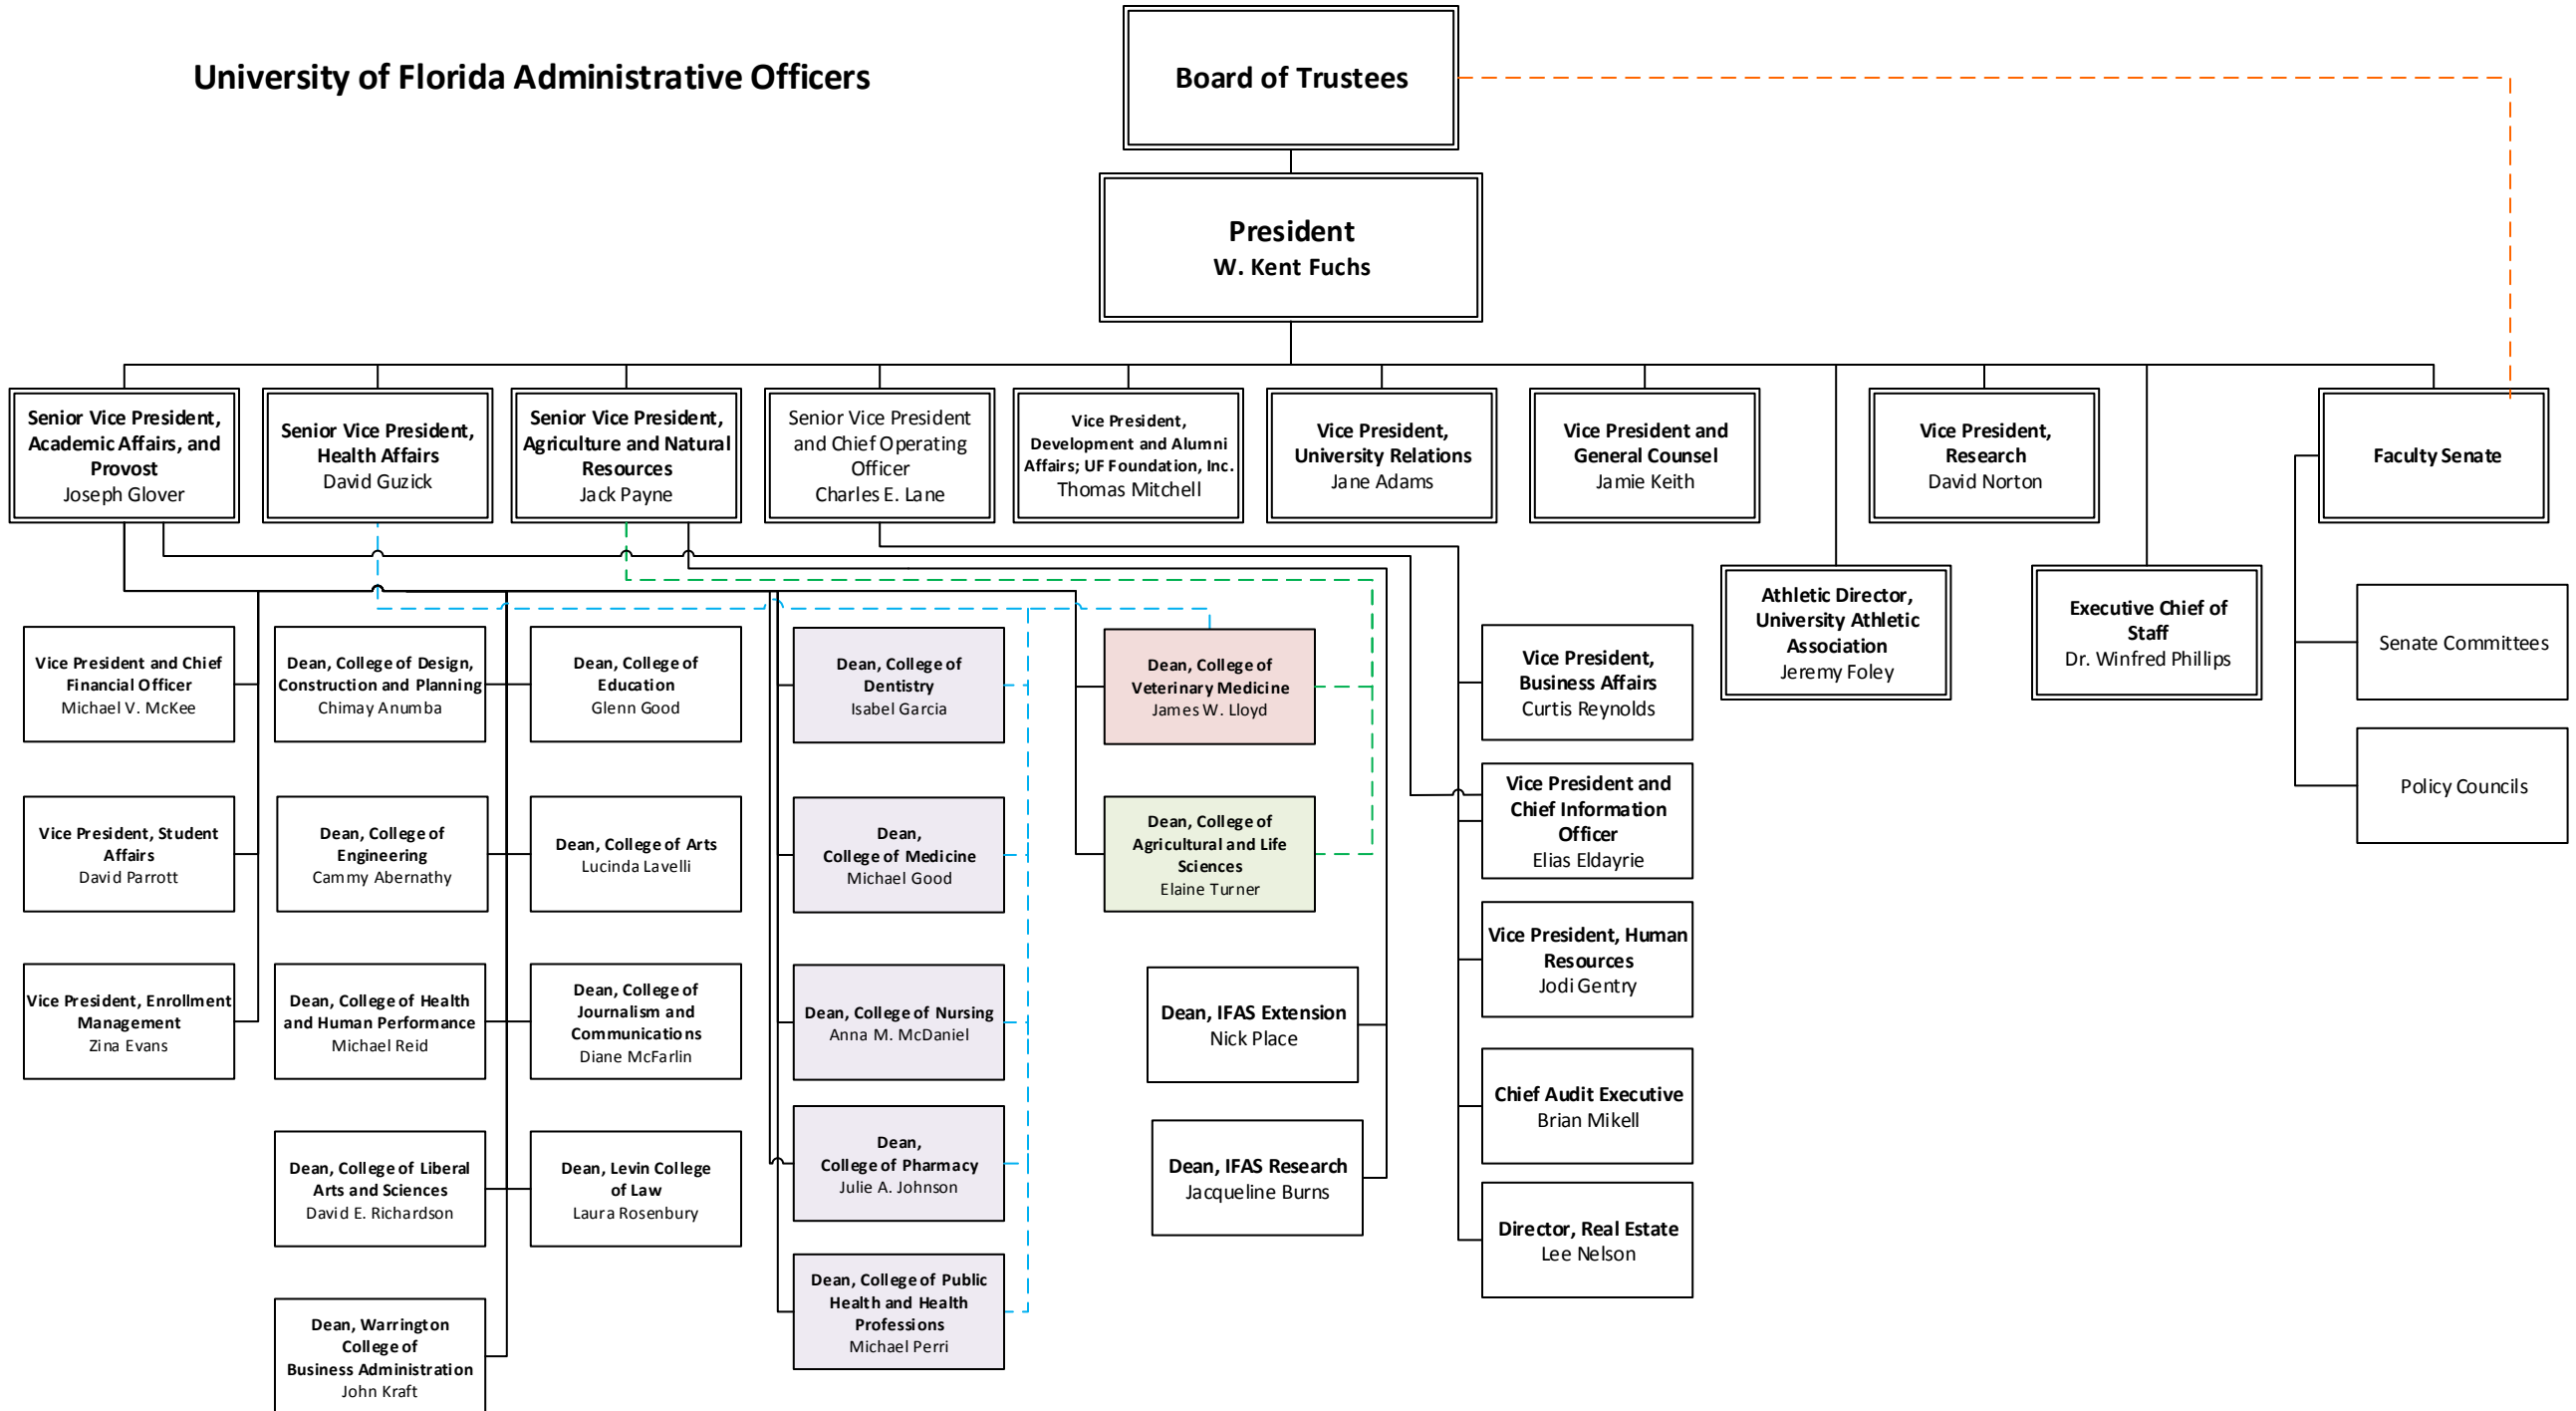 University of Florida Administrative Officers
Board of Trustees
President
W. Kent Fuchs
Senior Vice President,
Academic Affairs, and
Provost
Joseph Glover
Senior Vice President,
Health Affairs
David Guzick
Senior Vice President,
Agriculture and Natural
Resources
Jack Payne
Senior Vice President
and Chief Operating
Officer
Charles E. Lane
Vice President,
Development and Alumni
Affairs; UF Foundation, Inc.
Thomas Mitchell
Vice President,
University Relations
Jane Adams
Vice President and
General Counsel
Jamie Keith
Vice President,
Research
David Norton
Faculty Senate
Athletic Director,
University Athletic
Association
Jeremy Foley
Executive Chief of
Staff
Dr. Winfred Phillips
Senate Committees
Policy Councils
Vice President and Chief
Financial Officer
Michael V. McKee
Dean, College of Design,
Construction and Planning
Chimay Anumba
Dean, College of
Education
Glenn Good
Dean, College of
Dentistry
Isabel Garcia
Dean, College of
Veterinary Medicine
James W. Lloyd
Vice President,
Business Affairs
Curtis Reynolds
Vice President, Student
Affairs
David Parrott
Dean, College of
Engineering
Cammy Abernathy
Dean, College of Arts
Lucinda Lavelli
Dean,
College of Medicine
Michael Good
Dean, College of
Agricultural and Life
Sciences
Elaine Turner
Vice President and
Chief Information
Officer
Elias Eldayrie
Vice President, Enrollment
Management
Zina Evans
Dean, College of Health
and Human Performance
Michael Reid
Dean, College of
Journalism and
Communications
Diane McFarlin
Dean, College of Nursing
Anna M. McDaniel
Dean, IFAS Extension
Nick Place
Vice President, Human
Resources
Jodi Gentry
Dean, College of Liberal
Arts and Sciences
David E. Richardson
Dean, Levin College
of Law
Laura Rosenbury
Dean,
College of Pharmacy
Julie A. Johnson
Dean, IFAS Research
Jacqueline Burns
Chief Audit Executive
Brian Mikell
Director, Real Estate
Lee Nelson
Dean, Warrington
College of
Business Administration
John Kraft
Dean, College of Public
Health and Health
Professions
Michael Perri